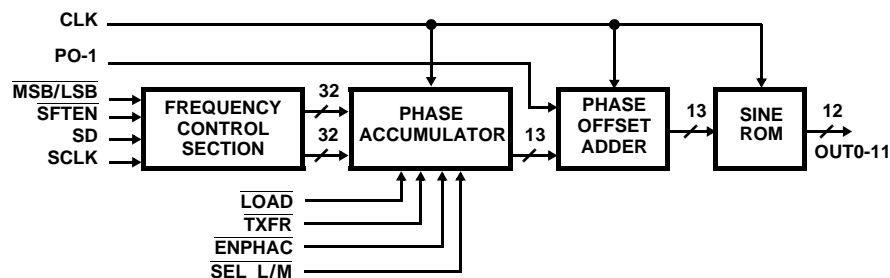 CLK
PO-1
MSB/LSB
SFTEN
SD
SCLK
FREQUENCY
CONTROL
SECTION
32
32
PHASE
ACCUMULATOR
13
PHASE
OFFSET
ADDER
13
SINE
ROM
12
OUT0-11
LOAD
TXFR
ENPHAC
SEL_L/M